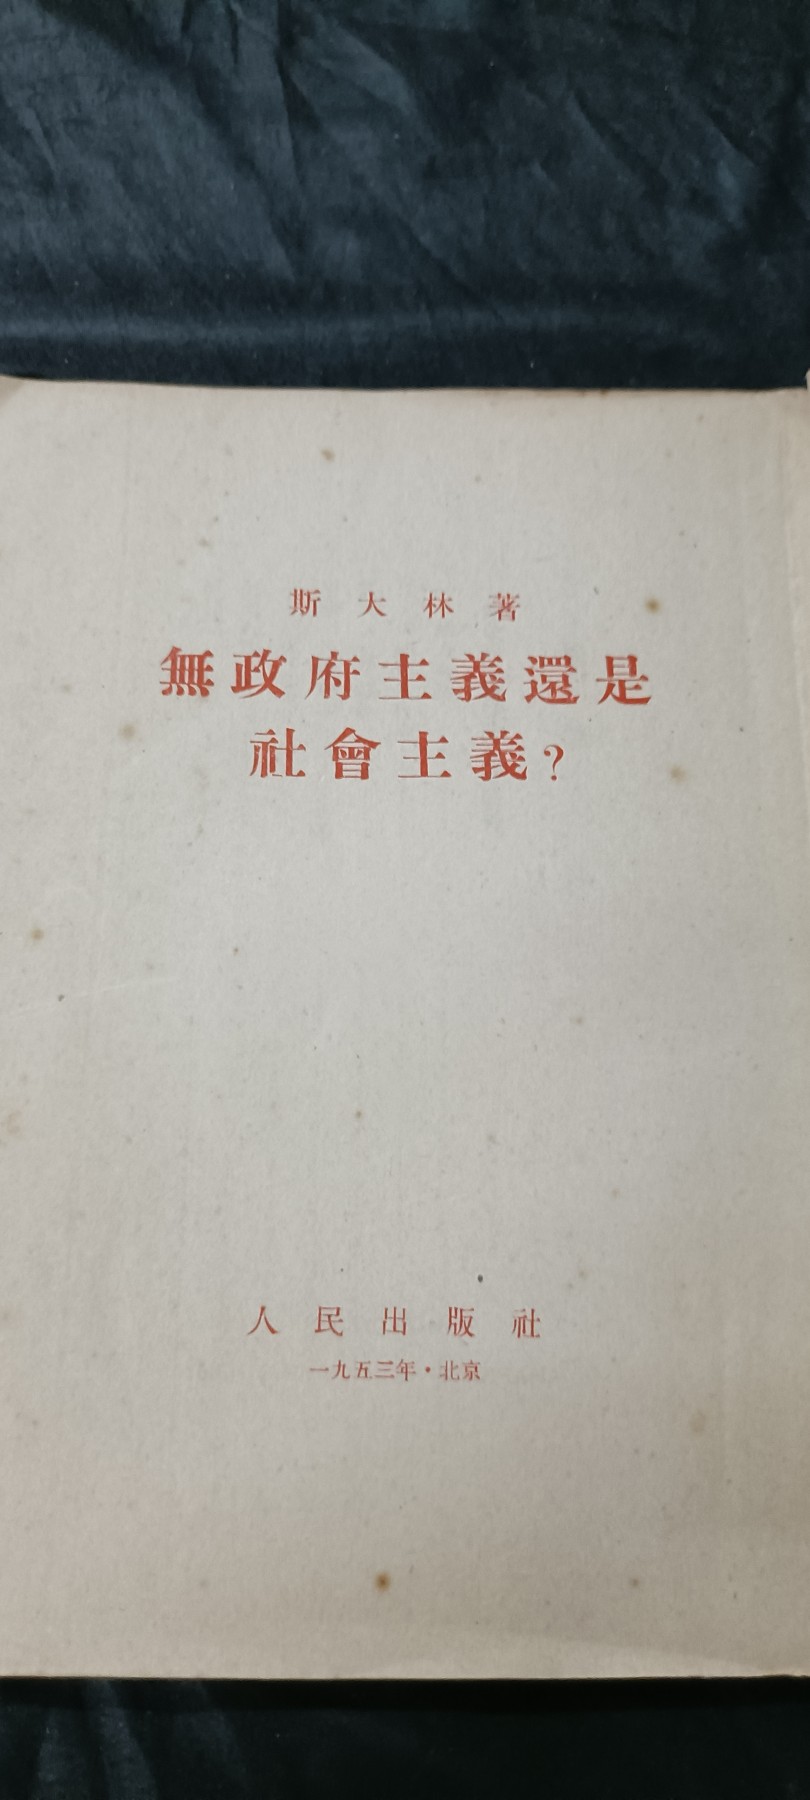 斯大林著
無政府主義還是
社會主義?
人民出版社
一九五三年·北京